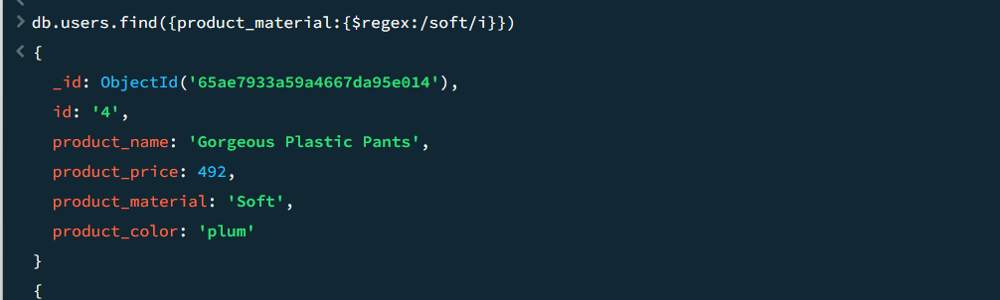 > db.users.find({product_material:{$regex:/soft/i}})
< {
_id: ObjectId('65ae7933a59a4667da95e014'),
id: '4',
product_name: 'Gorgeous Plastic Pants',
product_price: 492,
product_material: 'Soft',
product_color: 'plum'
}
{